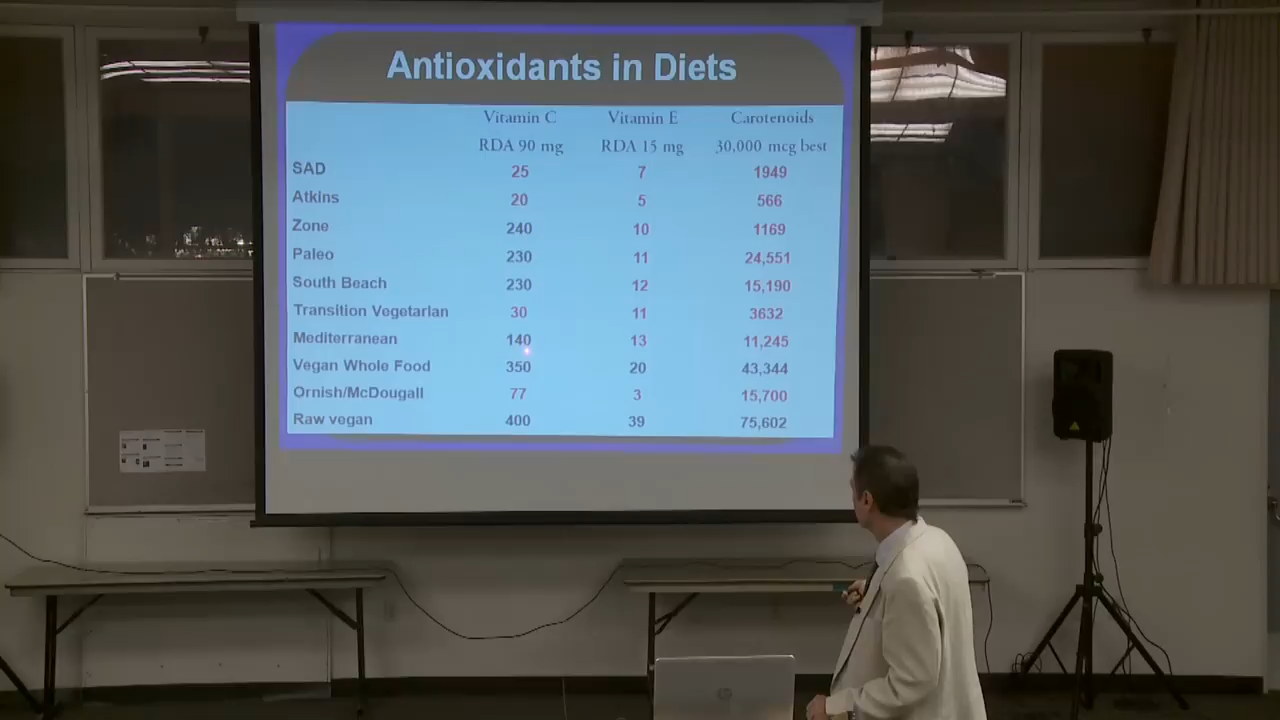 Antioxidants in Diets
Vitamin C Vitamin E Carotenoids
RDA 90 mg RDA 15 mg 30,000 mcg best
SAD 25 7 1949
Atkins 20 5 566
Zone 240 10 1169
Paleo 230 11 24,551
South Beach 230 12 15,190
Transition Vegetarian 30 11 3632
Mediterranean 140 13 11,245
Vegan Whole Food 350 20 43,344
Ornish/McDougall 77 3 15,700
Raw vegan 400 39 75,602